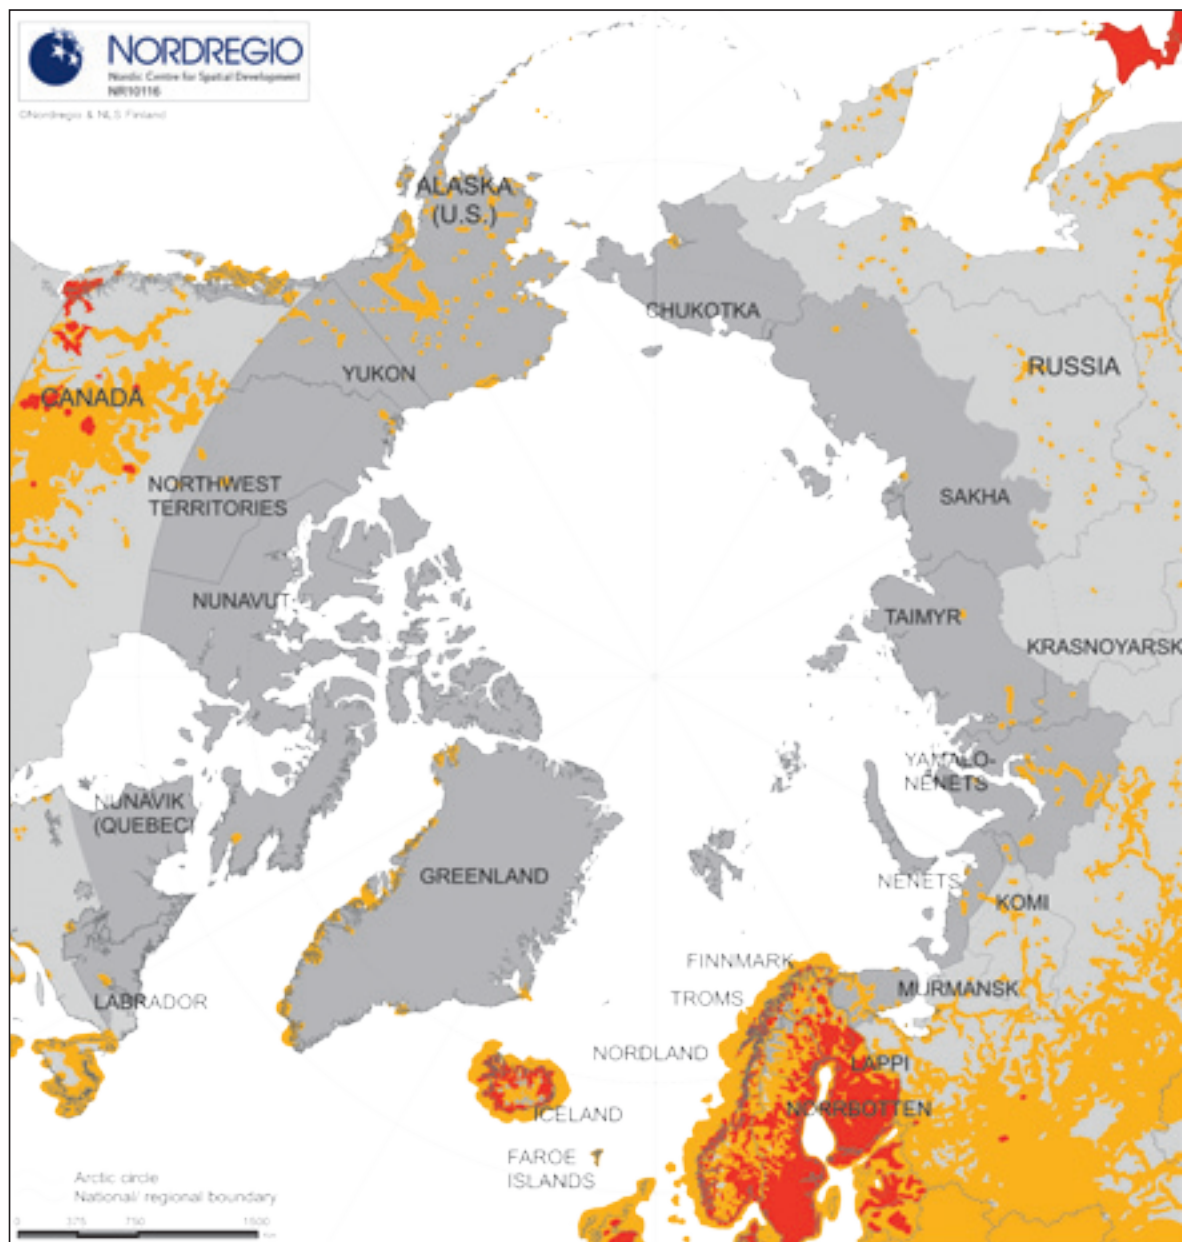 NORDREGIO
Nordic Centre for Spatial Development
NR10116
©Nordregio & NLS Finland
ALASKA
(U.S.)
CHUKOTKA
RUSSIA
YUKON
CANADA
NORTHWEST
TERRITORIES
SAKHA
NUNAVUT
TAIMYR
KRASNOYARSK
YAMALO-
NENETS
NUNAVIK
(QUEBEC)
GREENLAND
NENETS
KOMI
FINNMARK
MURMANSK
TROMS
LABRADOR
NORDLAND
LAPPI
NORRBOTTEN
ICELAND
FAROE
ISLANDS
Arctic circle
National/ regional boundary
0 375 750 1500